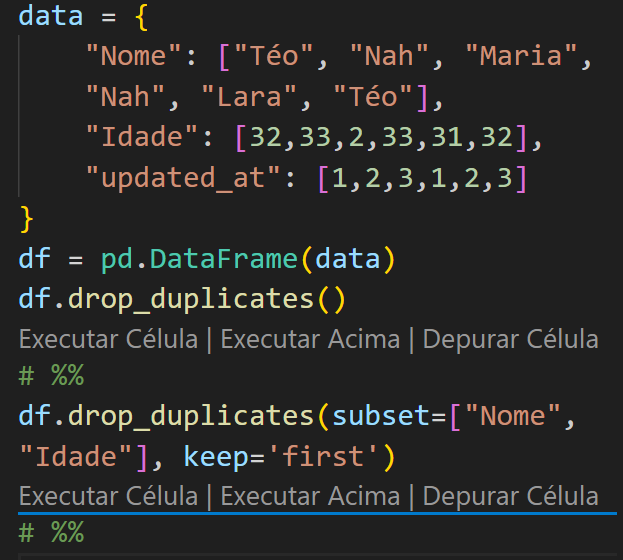 data = {
    "Nome": ["Téo", "Nah", "Maria",
    "Nah", "Lara", "Téo"],
    "Idade": [32,33,2,33,31,32],
    "updated_at": [1,2,3,1,2,3]
}
df = pd.DataFrame(data)
df.drop_duplicates()
Executar Célula | Executar Acima | Depurar Célula
# %%
df.drop_duplicates(subset=["Nome",
"Idade"], keep='first')
Executar Célula | Executar Acima | Depurar Célula
# %%